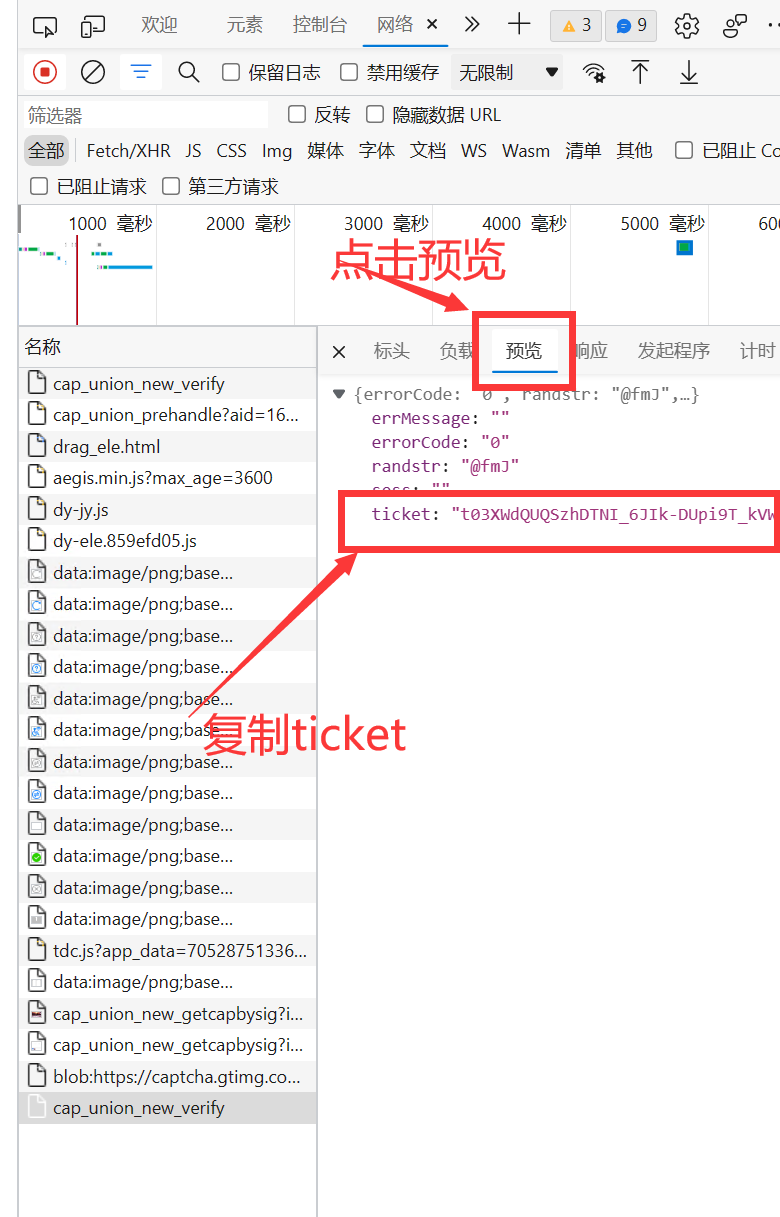 欢迎 元素 控制台 网络 3 9
保留日志 禁用缓存 无限制
筛选器 反转 隐藏数据 URL
全部 Fetch/XHR JS CSS Img 媒体 字体 文档 WS Wasm 清单 其他 已阻止 Co
已阻止请求 第三方请求
1000 毫秒 2000 毫秒 3000 毫秒 4000 毫秒 5000 毫秒 600
点击预览
名称
标头 负载 预览 响应 发起程序 计时
cap_union_new_verify
cap_union_prehandle?aid=16...
drag_ele.html
aegis.min.js?max_age=3600
dy-jy.js
dy-ele.859efd05.js
data:image/png;base...
data:image/png;base...
data:image/png;base...
data:image/png;base...
data:image/png;base...
data:image/png;base...
data:image/png;base...
data:image/png;base...
data:image/png;base...
data:image/png;base...
data:image/png;base...
data:image/png;base...
tdc.js?app_data=70528751336...
data:image/png;base...
cap_union_new_getcapbysig?i...
cap_union_new_getcapbysig?i...
blob:https://captcha.gtimg.co...
cap_union_new_verify
{errorCode: "0", randstr: "@fmJ",…}
errMessage: ""
errorCode: "0"
randstr: "@fmJ"
sess: ""
ticket: "t03XWdQUQSzhDTNI_6JIk-DUpi9T_kVW
复制ticket